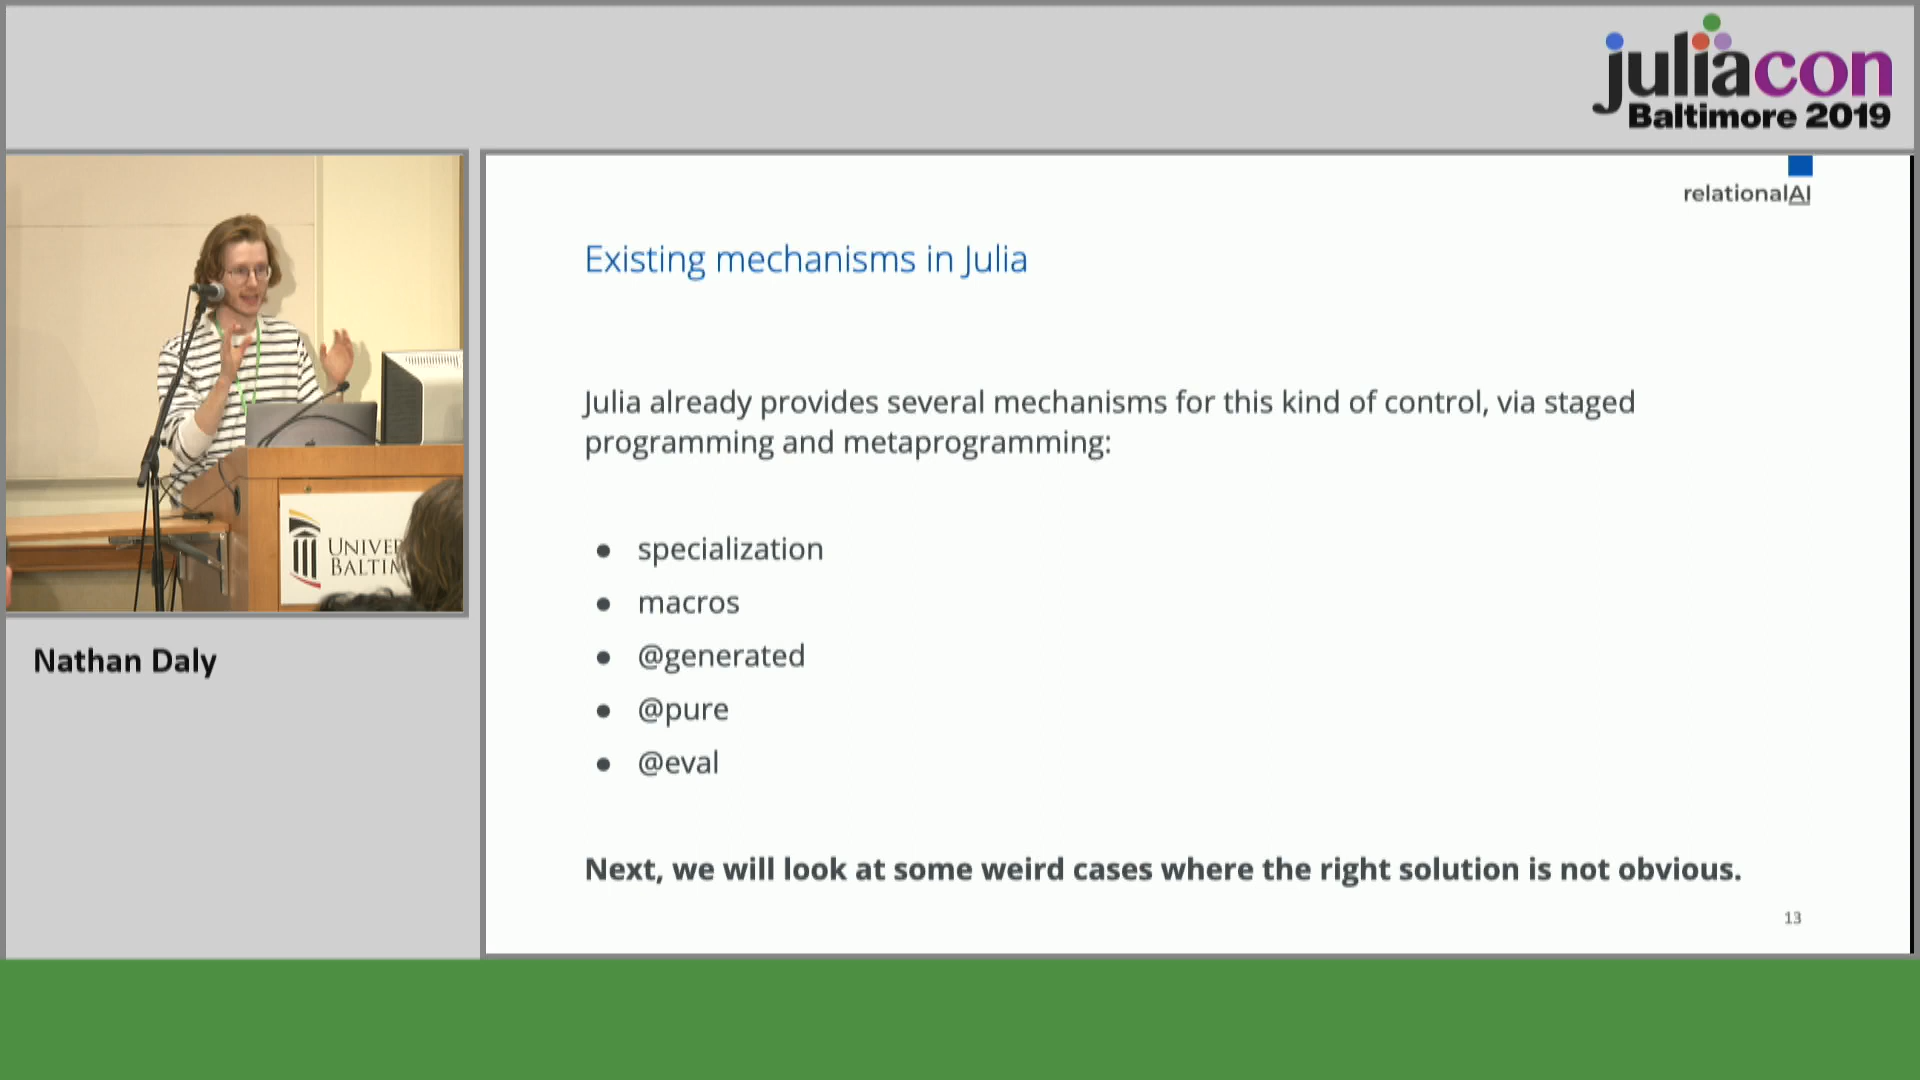 juliacon
Baltimore 2019
relationalAI
Existing mechanisms in Julia
Julia already provides several mechanisms for this kind of control, via staged
programming and metaprogramming:
● specialization
● macros
● @generated
● @pure
● @eval
Next, we will look at some weird cases where the right solution is not obvious.
13
Nathan Daly